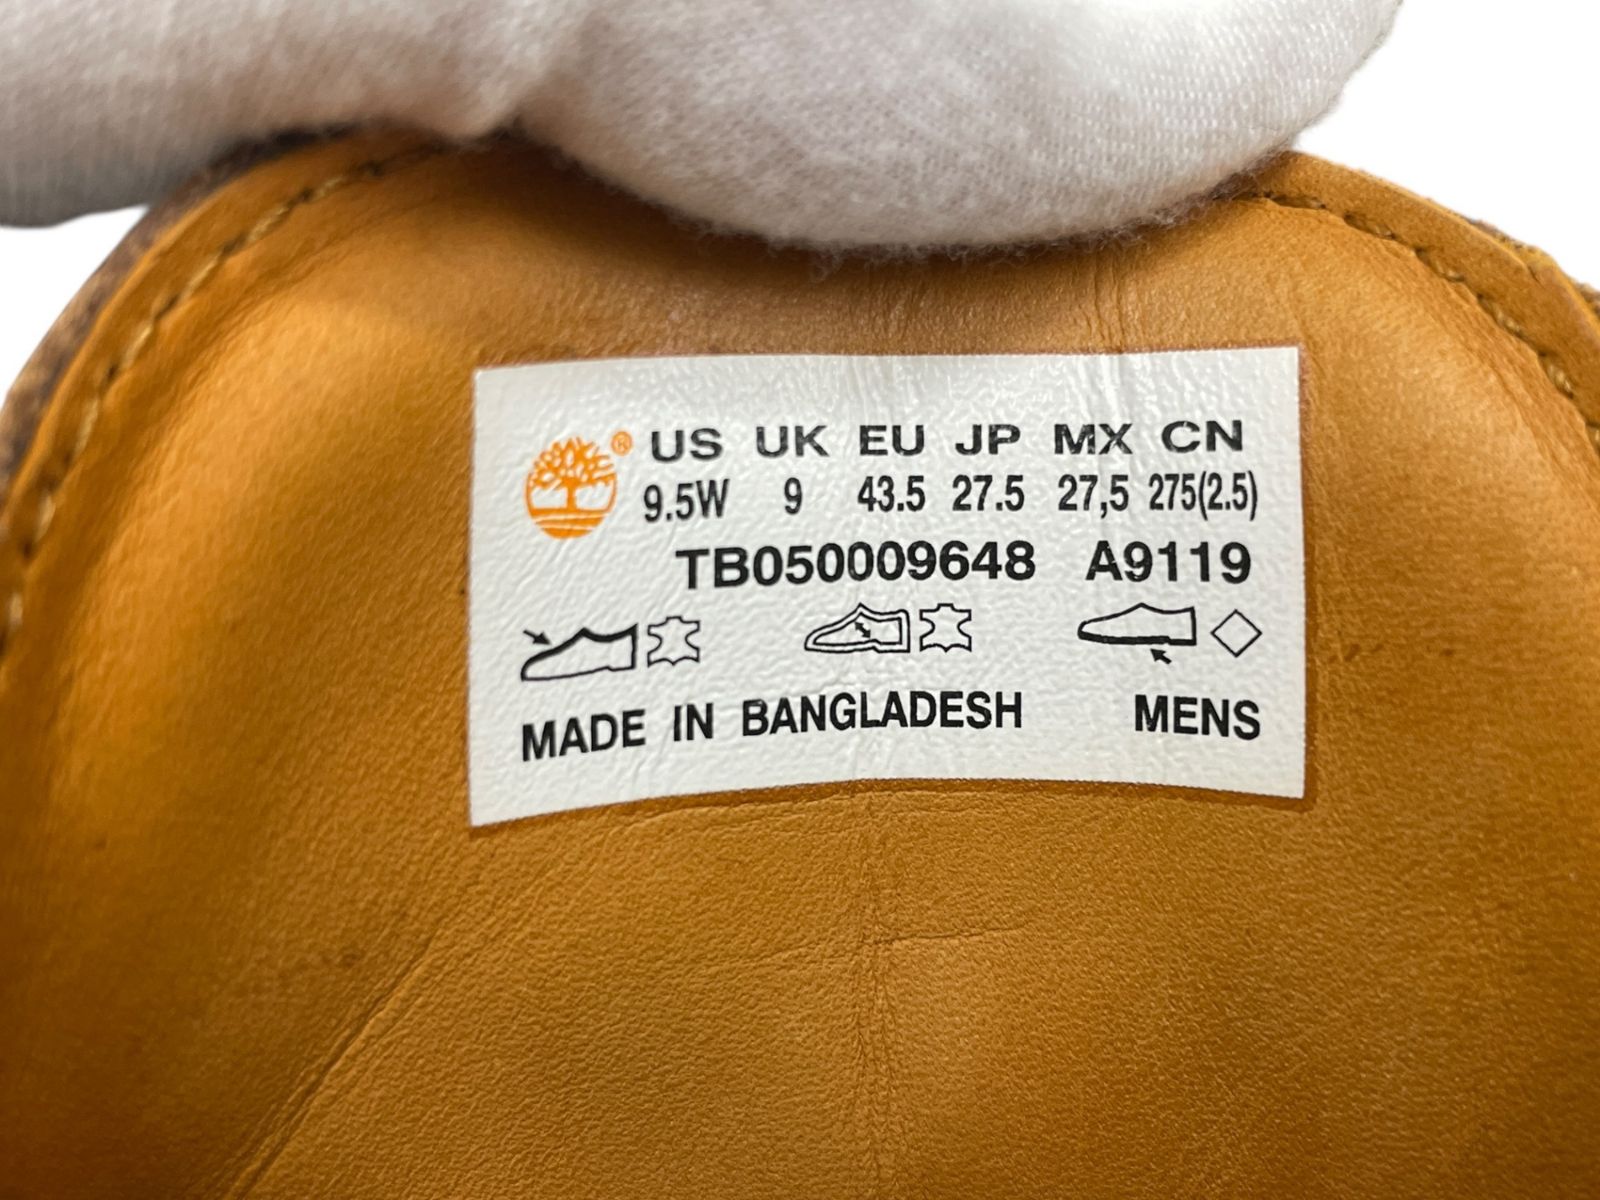 ® US UK EU JP MX CN
9.5W 9 43.5 27.5 27,5 275(2.5)
TB050009648 A9119
MADE IN BANGLADESH MENS